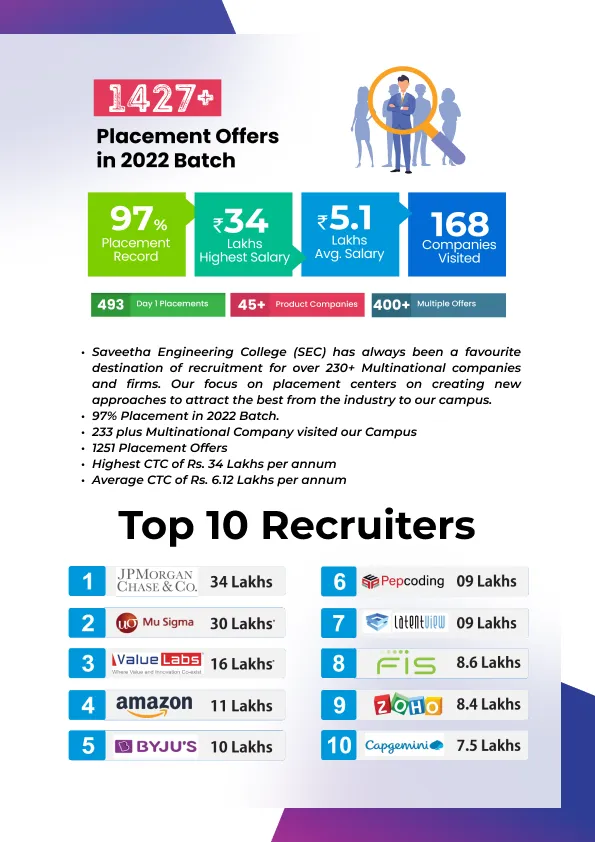 1427+
Placement Offers
in 2022 Batch
97%
Placement
Record
₹34
Lakhs
Highest Salary
₹5.1
Lakhs
Avg. Salary
168
Companies
Visited
493 Day 1 Placements
45+ Product Companies
400+ Multiple Offers
• Saveetha Engineering College (SEC) has always been a favourite
destination of recruitment for over 230+ Multinational companies
and firms. Our focus on placement centers on creating new
approaches to attract the best from the industry to our campus.
• 97% Placement in 2022 Batch.
• 233 plus Multinational Company visited our Campus
• 1251 Placement Offers
• Highest CTC of Rs. 34 Lakhs per annum
• Average CTC of Rs. 6.12 Lakhs per annum
Top 10 Recruiters
1 JPMORGAN CHASE & CO. 34 Lakhs
2 uo Mu Sigma 30 Lakhs*
3 ValueLabs 16 Lakhs*
Where Value and Innovation Co-exist
4 amazon 11 Lakhs
5 BYJU'S 10 Lakhs
6 Pepcoding 09 Lakhs
7 LatentView 09 Lakhs
8 FIS 8.6 Lakhs
9 ZOHO 8.4 Lakhs
10 Capgemini 7.5 Lakhs